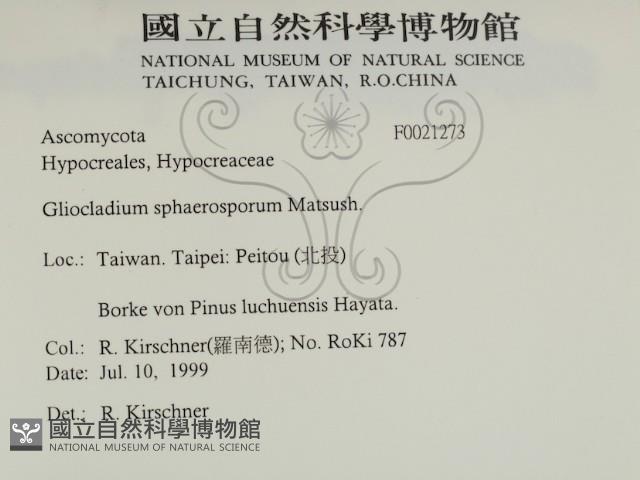 國立自然科學博物館
NATIONAL MUSEUM OF NATURAL SCIENCE
TAICHUNG, TAIWAN, R.O.CHINA
Ascomycota F0021273
Hypocreales, Hypocreaceae
Gliocladium sphaerosporum Matsush.
Loc.: Taiwan. Taipei: Peitou (北投)
Borke von Pinus luchuensis Hayata.
Col.: R. Kirschner(羅南德); No. RoKi 787
Date: Jul. 10, 1999
Det.: R. Kirschner
國立自然科學博物館
NATIONAL MUSEUM OF NATURAL SCIENCE